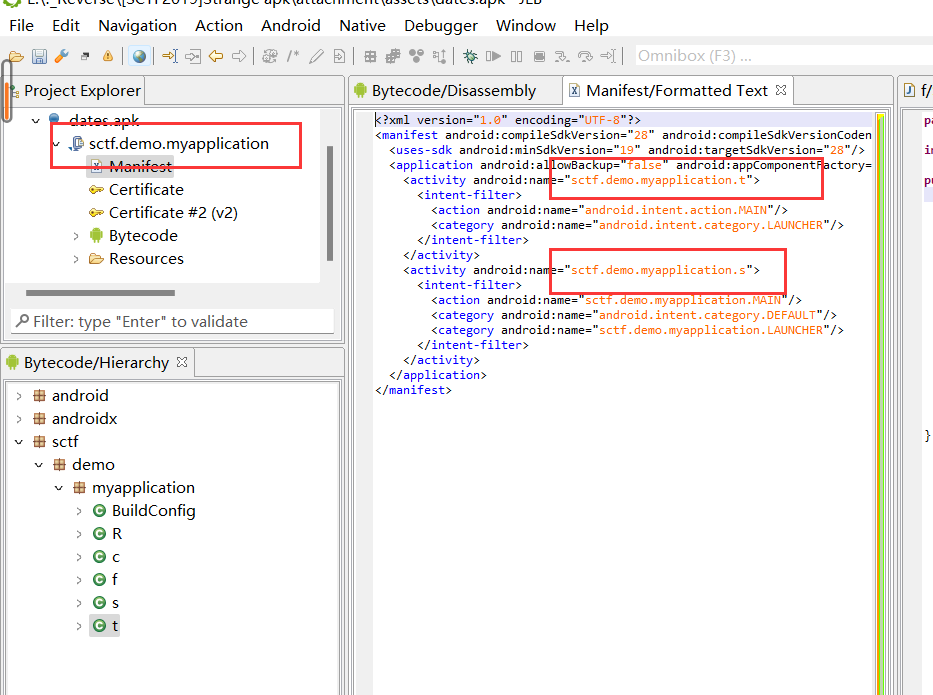 E:\._Reverse\[SCTF2019]Strange apk\attachment\assets\dates.apk - JEB
File Edit Navigation Action Android Native Debugger Window Help
Omnibox (F3) ...
Project Explorer
dates.apk
sctf.demo.myapplication
Manifest
Certificate
Certificate #2 (v2)
Bytecode
Resources
Filter: type "Enter" to validate
Bytecode/Hierarchy
android
androidx
sctf
demo
myapplication
BuildConfig
R
c
f
s
t
Bytecode/Disassembly
Manifest/Formatted Text
<?xml version="1.0" encoding="UTF-8"?>
<manifest android:compileSdkVersion="28" android:compileSdkVersionCoden
<uses-sdk android:minSdkVersion="19" android:targetSdkVersion="28"/>
<application android:allowBackup="false" android:appComponentFactory=
<activity android:name="sctf.demo.myapplication.t">
<intent-filter>
<action android:name="android.intent.action.MAIN"/>
<category android:name="android.intent.category.LAUNCHER"/>
</intent-filter>
</activity>
<activity android:name="sctf.demo.myapplication.s">
<intent-filter>
<action android:name="sctf.demo.myapplication.MAIN"/>
<category android:name="android.intent.category.DEFAULT"/>
<category android:name="sctf.demo.myapplication.LAUNCHER"/>
</intent-filter>
</activity>
</application>
</manifest>
f/
pa
in
pu
}